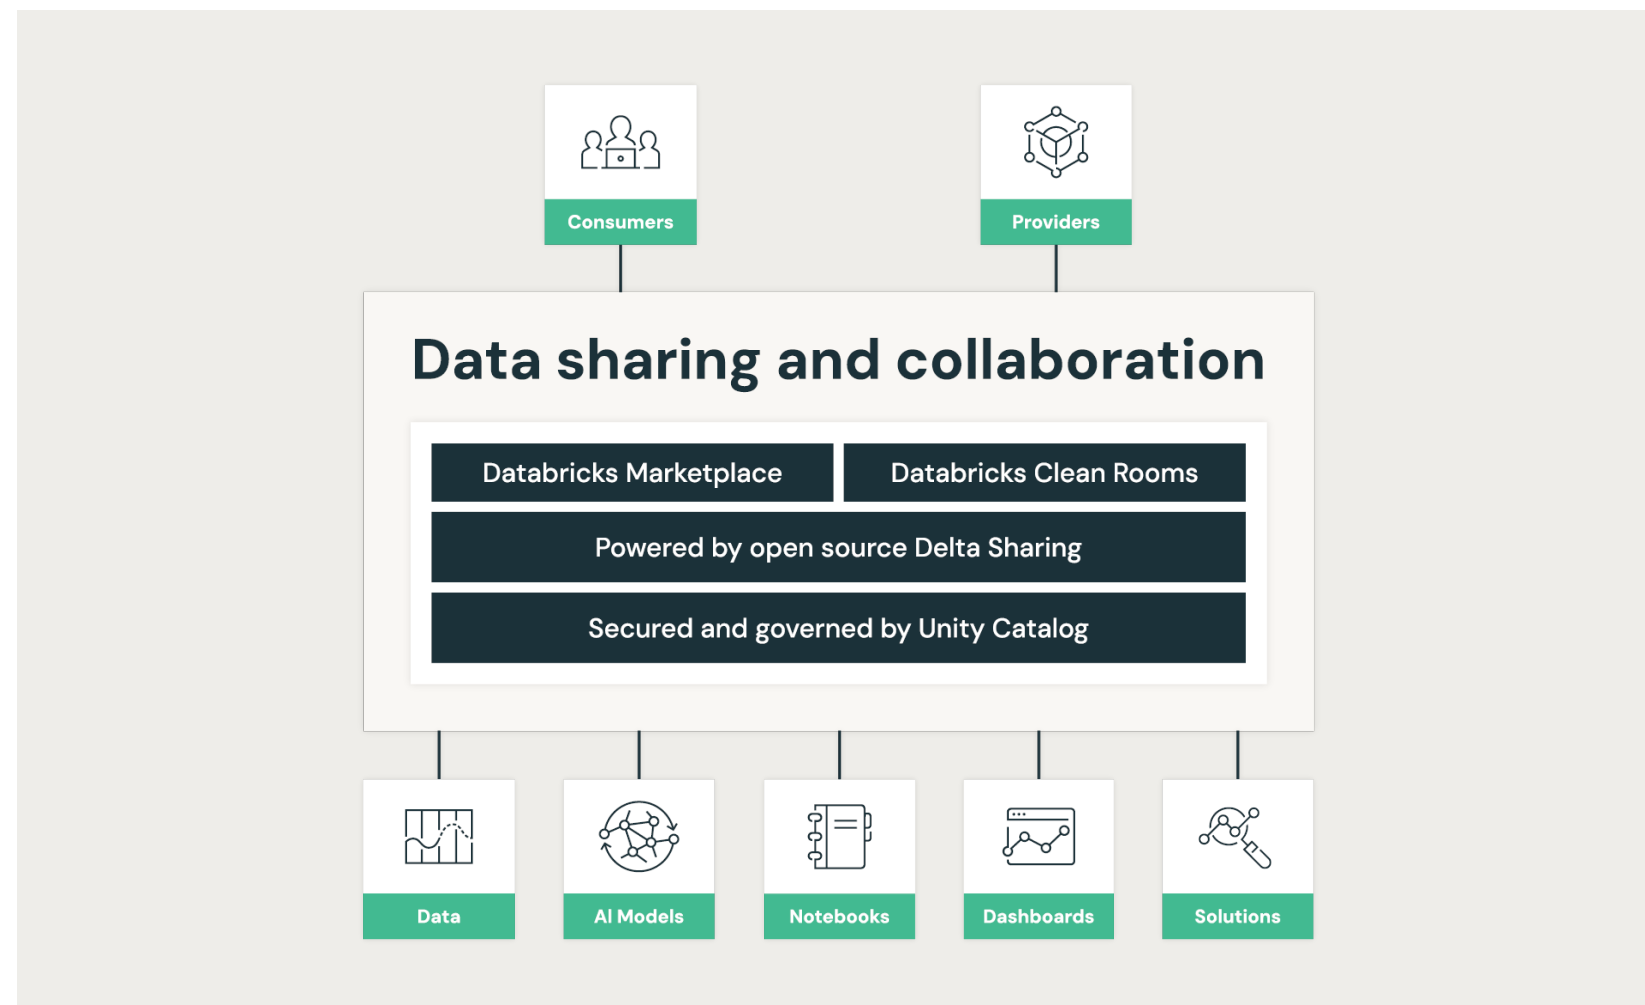 Consumers
Providers
Data sharing and collaboration
Databricks Marketplace
Databricks Clean Rooms
Powered by open source Delta Sharing
Secured and governed by Unity Catalog
Data
AI Models
Notebooks
Dashboards
Solutions